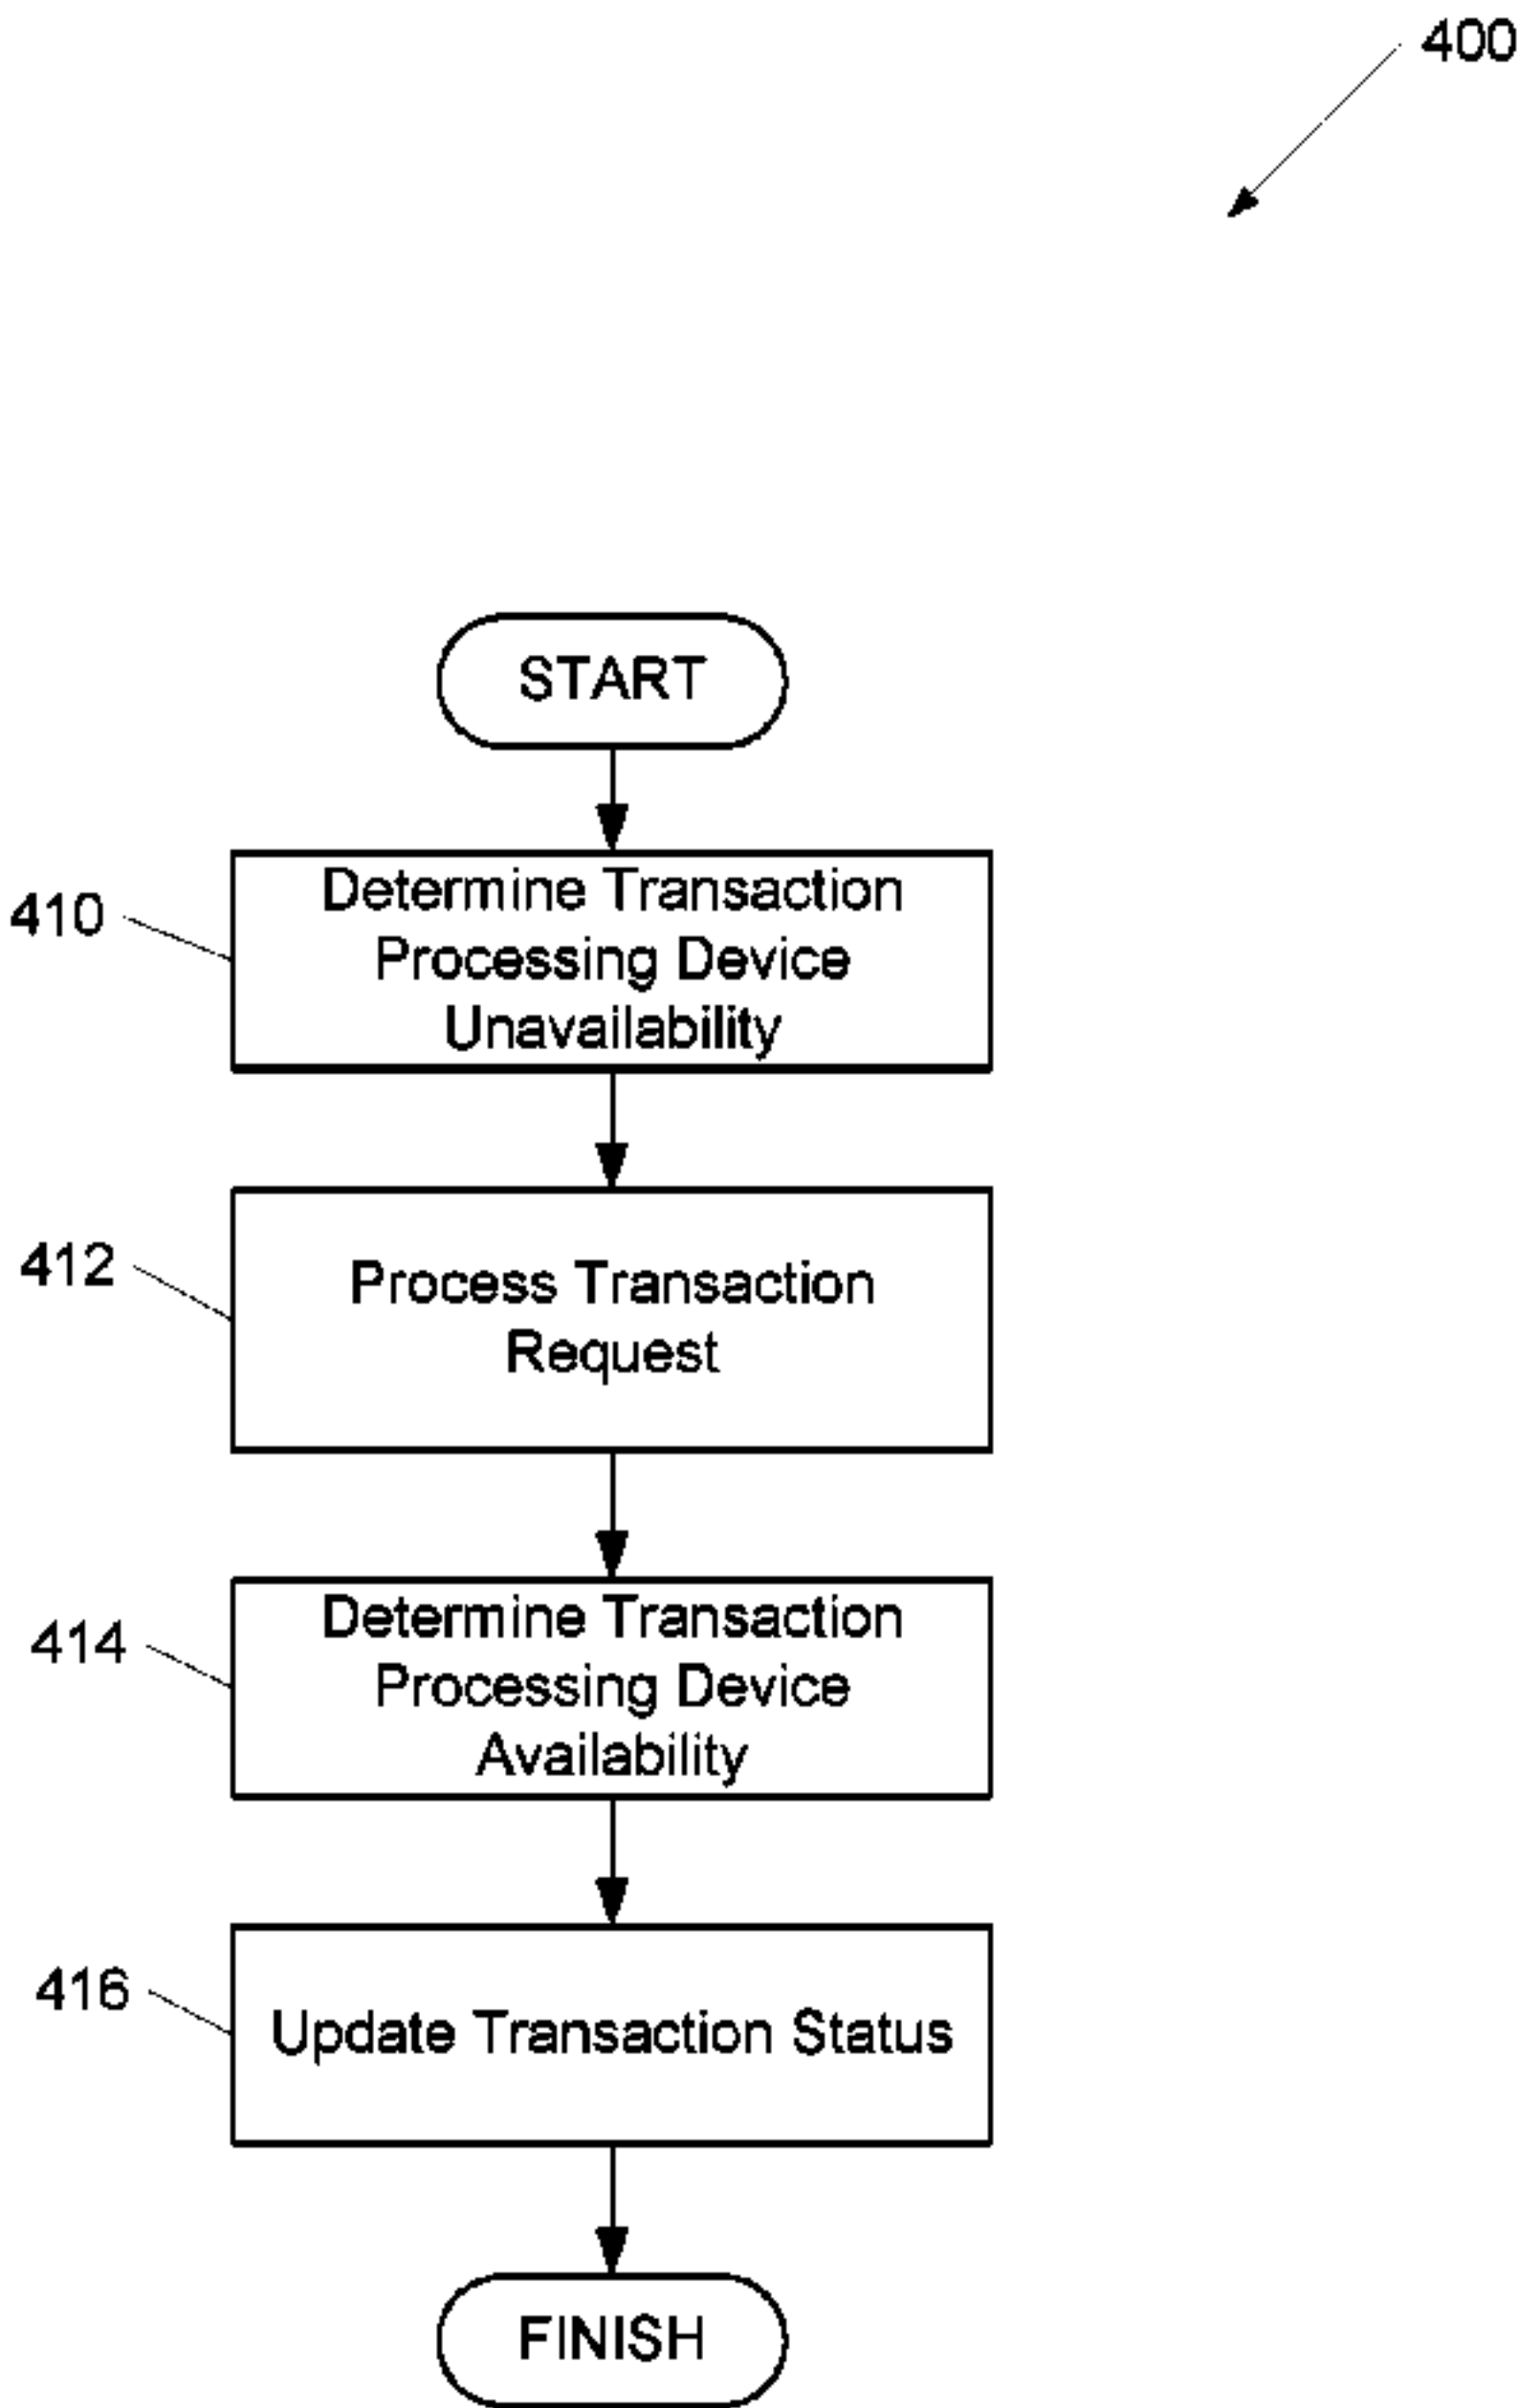 400
START
410
Determine Transaction
Processing Device
Unavailability
412
Process Transaction
Request
414
Determine Transaction
Processing Device
Availability
416
Update Transaction Status
FINISH